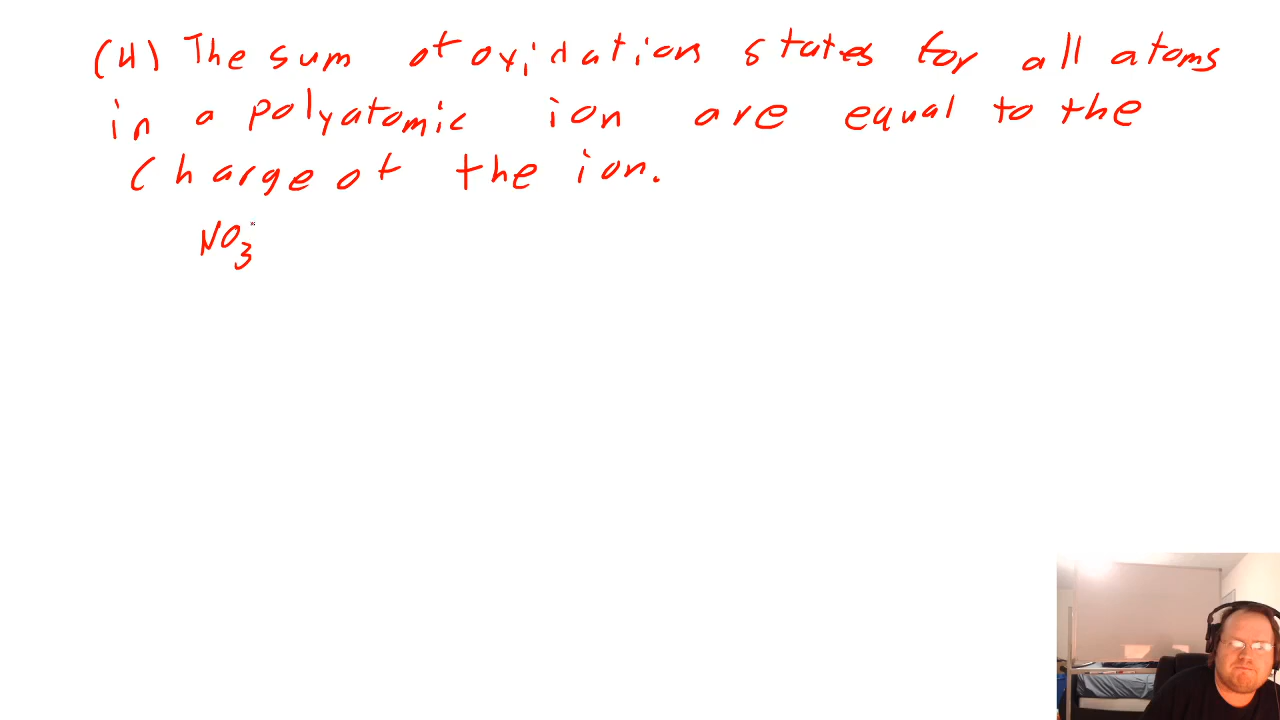 (4) The sum of oxidation states for all atoms
in a polyatomic ion are equal to the
charge of the ion.
NO3